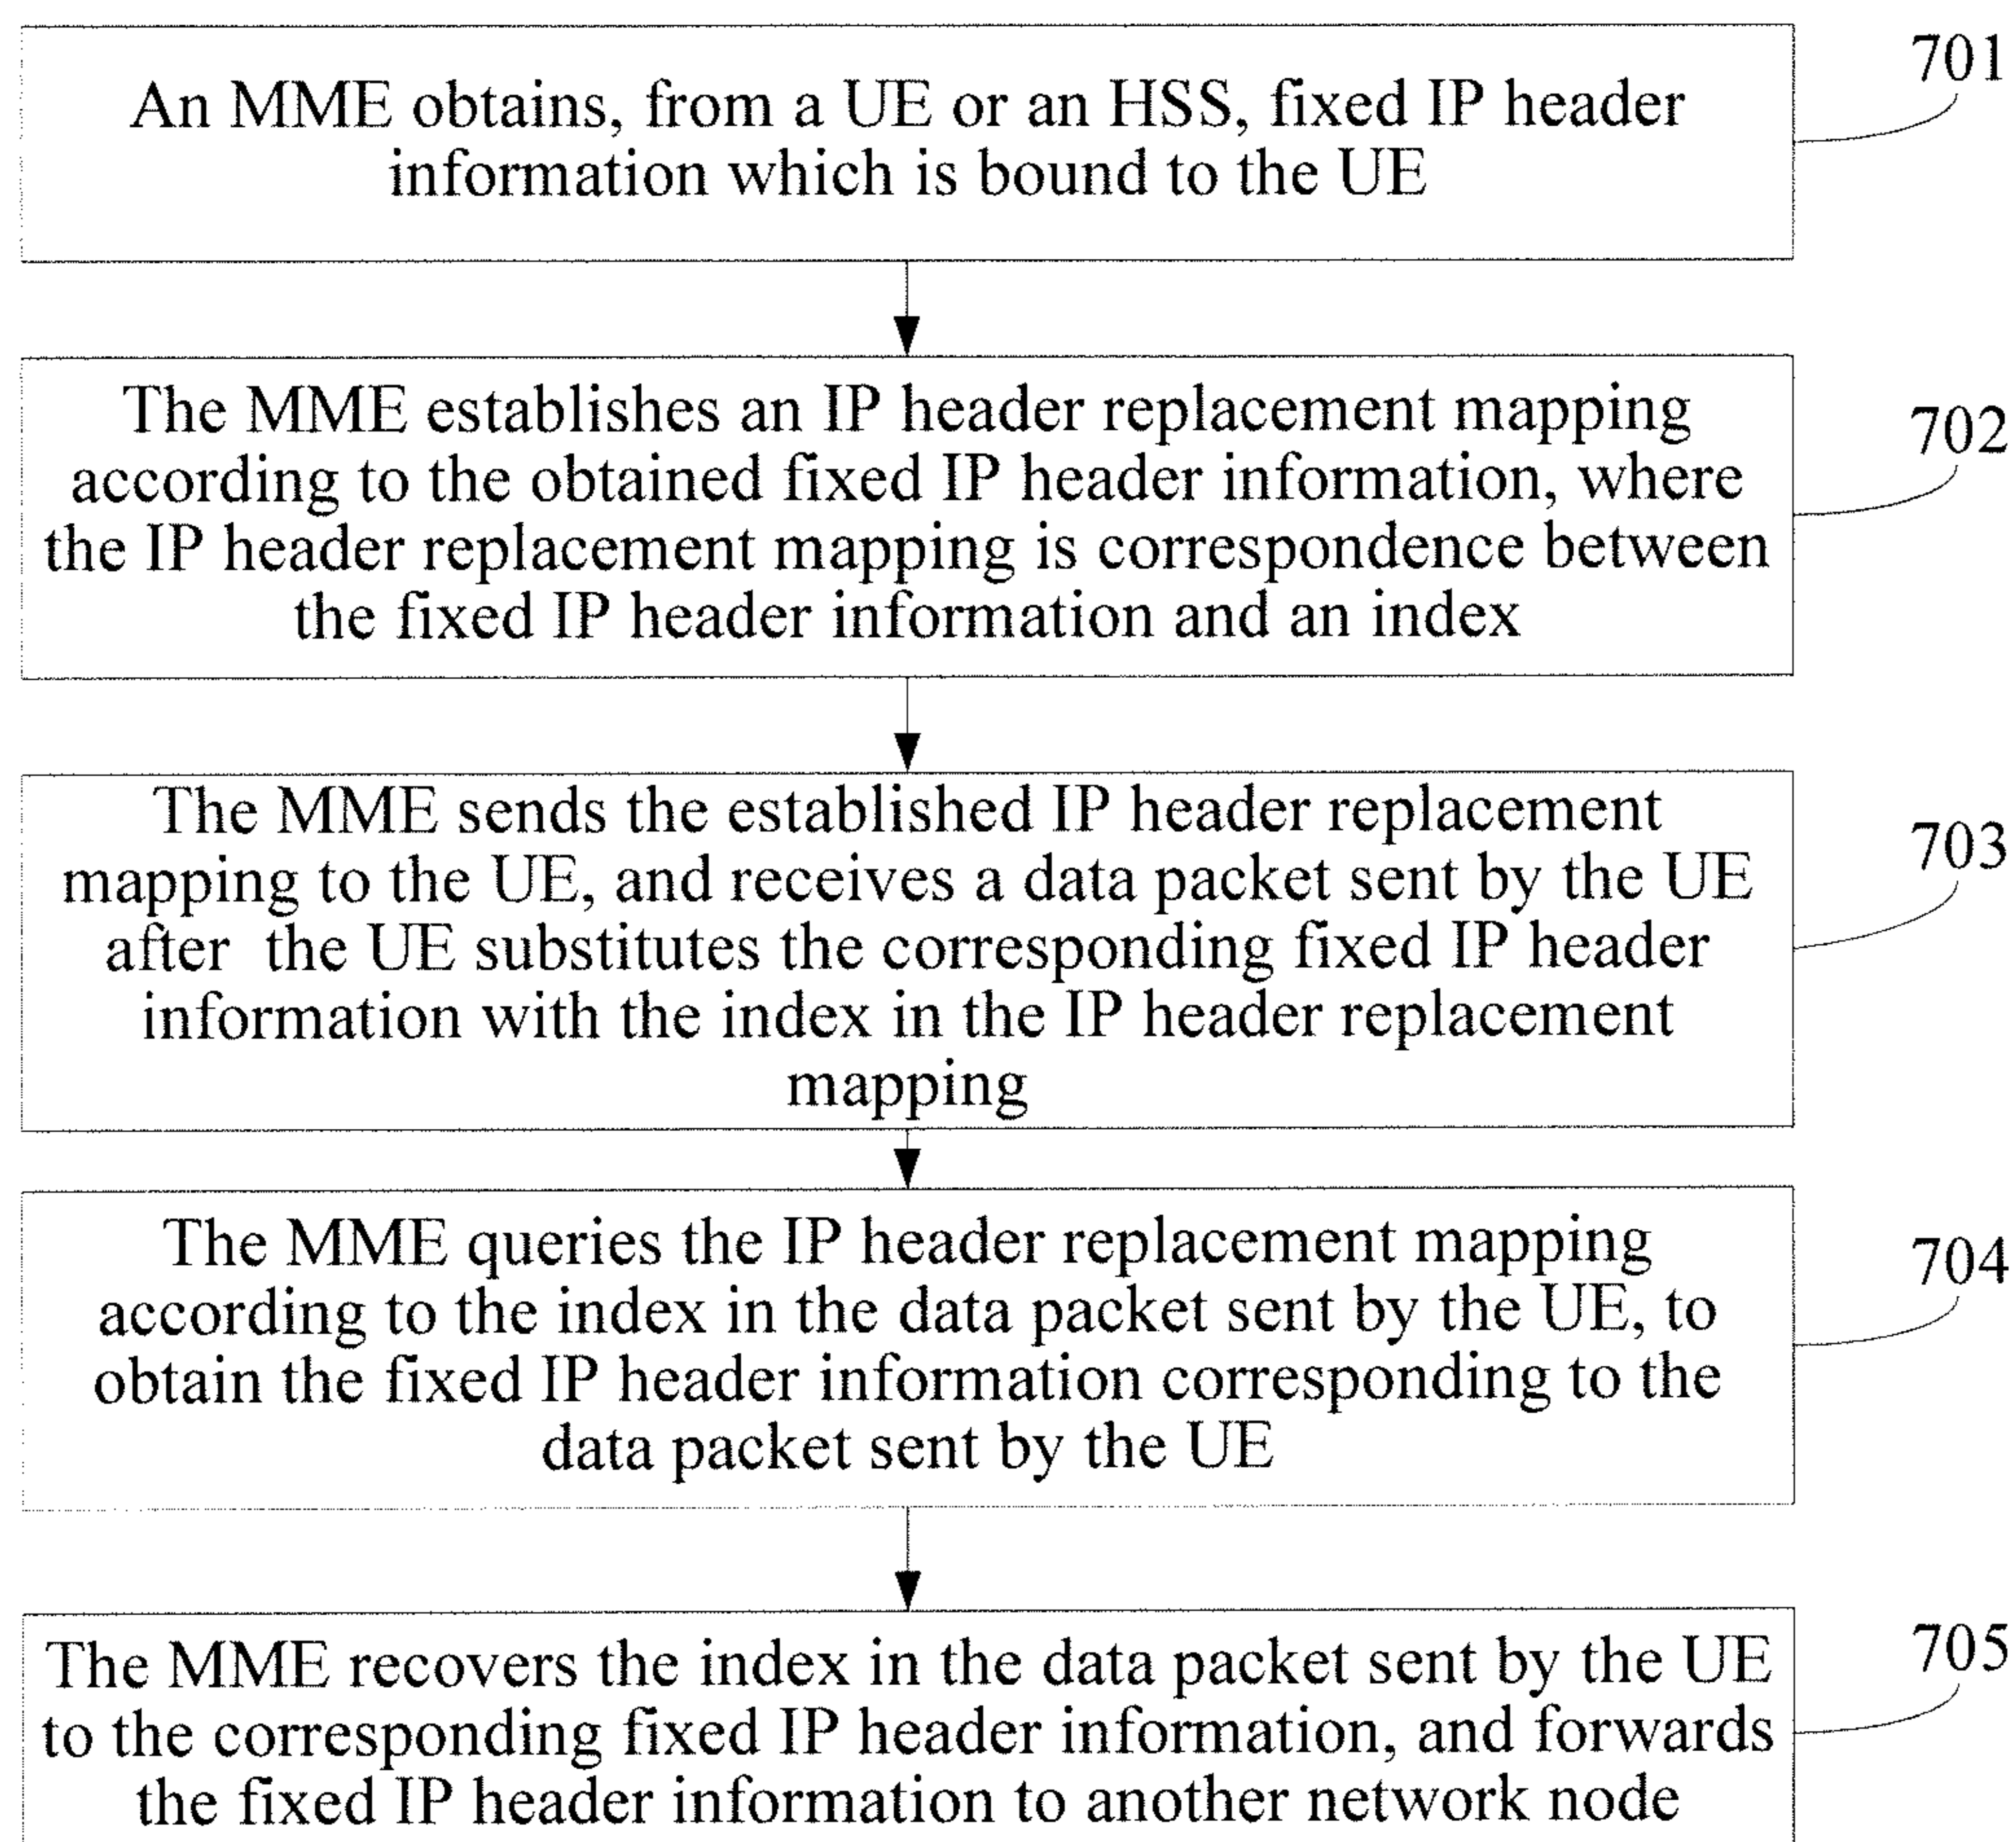 An MME obtains, from a UE or an HSS, fixed IP header
information which is bound to the UE
701
The MME establishes an IP header replacement mapping
according to the obtained fixed IP header information, where
the IP header replacement mapping is correspondence between
the fixed IP header information and an index
702
The MME sends the established IP header replacement
mapping to the UE, and receives a data packet sent by the UE
after the UE substitutes the corresponding fixed IP header
information with the index in the IP header replacement
mapping
703
The MME queries the IP header replacement mapping
according to the index in the data packet sent by the UE, to
obtain the fixed IP header information corresponding to the
data packet sent by the UE
704
The MME recovers the index in the data packet sent by the UE
to the corresponding fixed IP header information, and forwards
the fixed IP header information to another network node
705